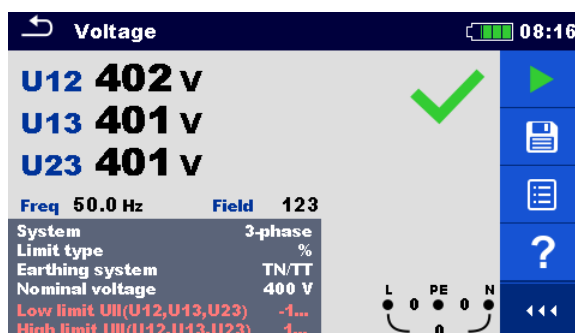 Voltage 08:16
U12 402 V
U13 401 V
U23 401 V
Freq 50.0 Hz Field 123
System 3-phase
Limit type %
Earthing system TN/TT
Nominal voltage 400 V
Low limit Ull(U12,U13,U23) -1...
High limit Ull(U12,U13,U23) 1...
?
L PE N
0 0
0